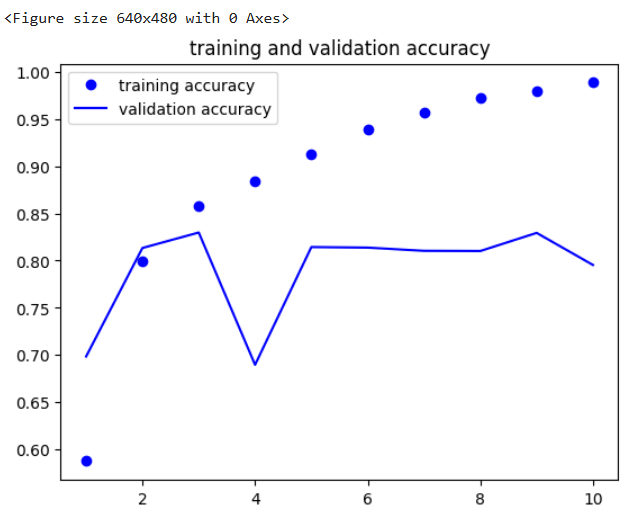 <Figure size 640x480 with 0 Axes>
training and validation accuracy
1.00
training accuracy
validation accuracy
0.95
0.90
0.85
0.80
0.75
0.70
0.65
0.60
2 4 6 8 10